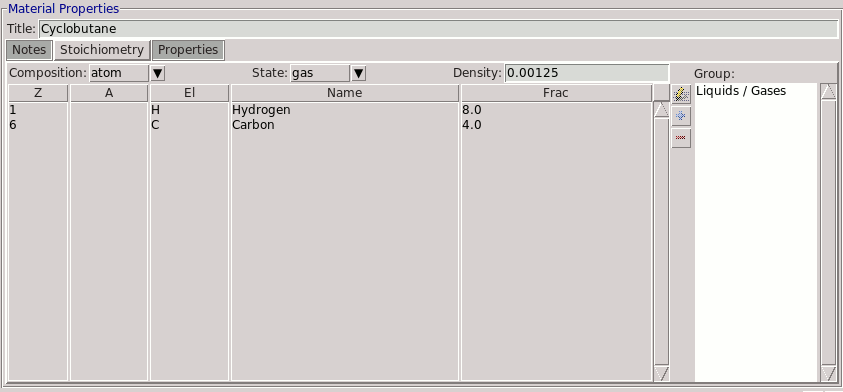 Material Properties
Title: Cyclobutane
Notes Stoichiometry Properties
Composition: atom State: gas Density: 0.00125 Group:
Z A El Name Frac
Liquids / Gases
1 H Hydrogen 8.0
6 C Carbon 4.0